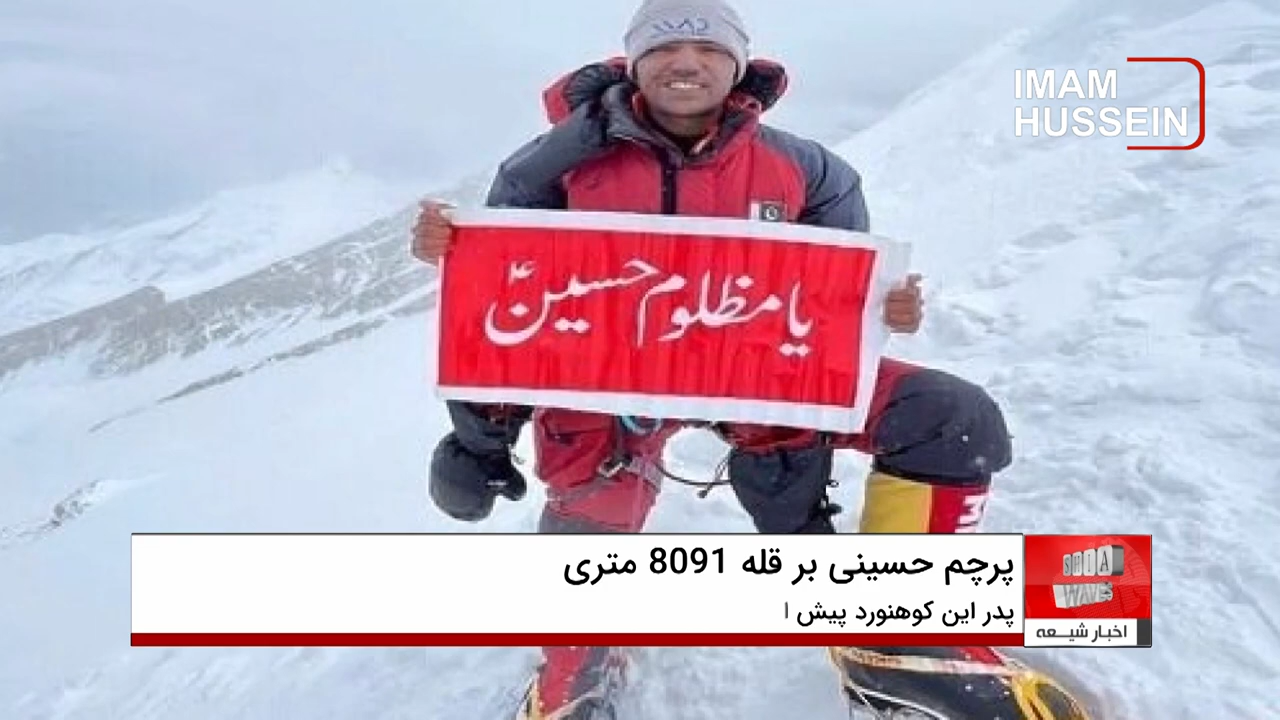 IMAM
HUSSEIN
یا مظلوم حسینؑ
پرچم حسینی بر قله 8091 متری
پدر این کوهنورد پیش ا
SHIA
WAVES
اخبار شیعه